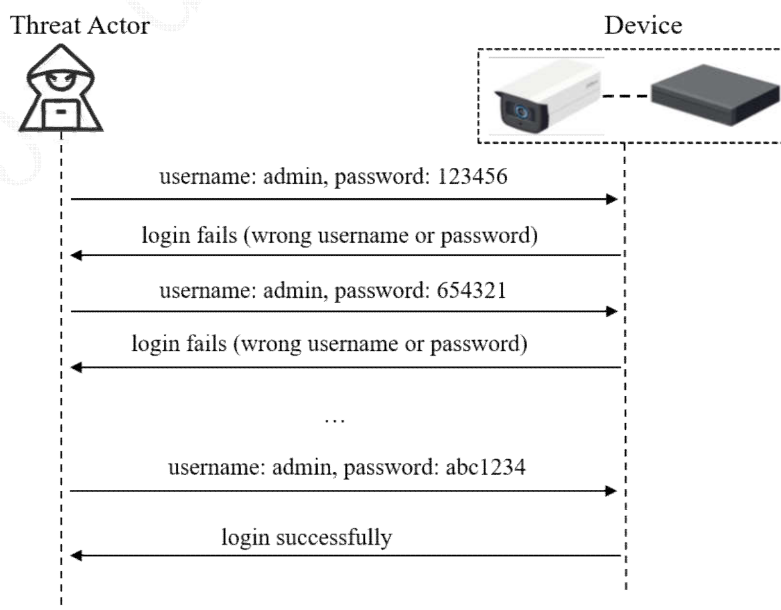 Threat Actor
Device
username: admin, password: 123456
login fails (wrong username or password)
username: admin, password: 654321
login fails (wrong username or password)
…
username: admin, password: abc1234
login successfully